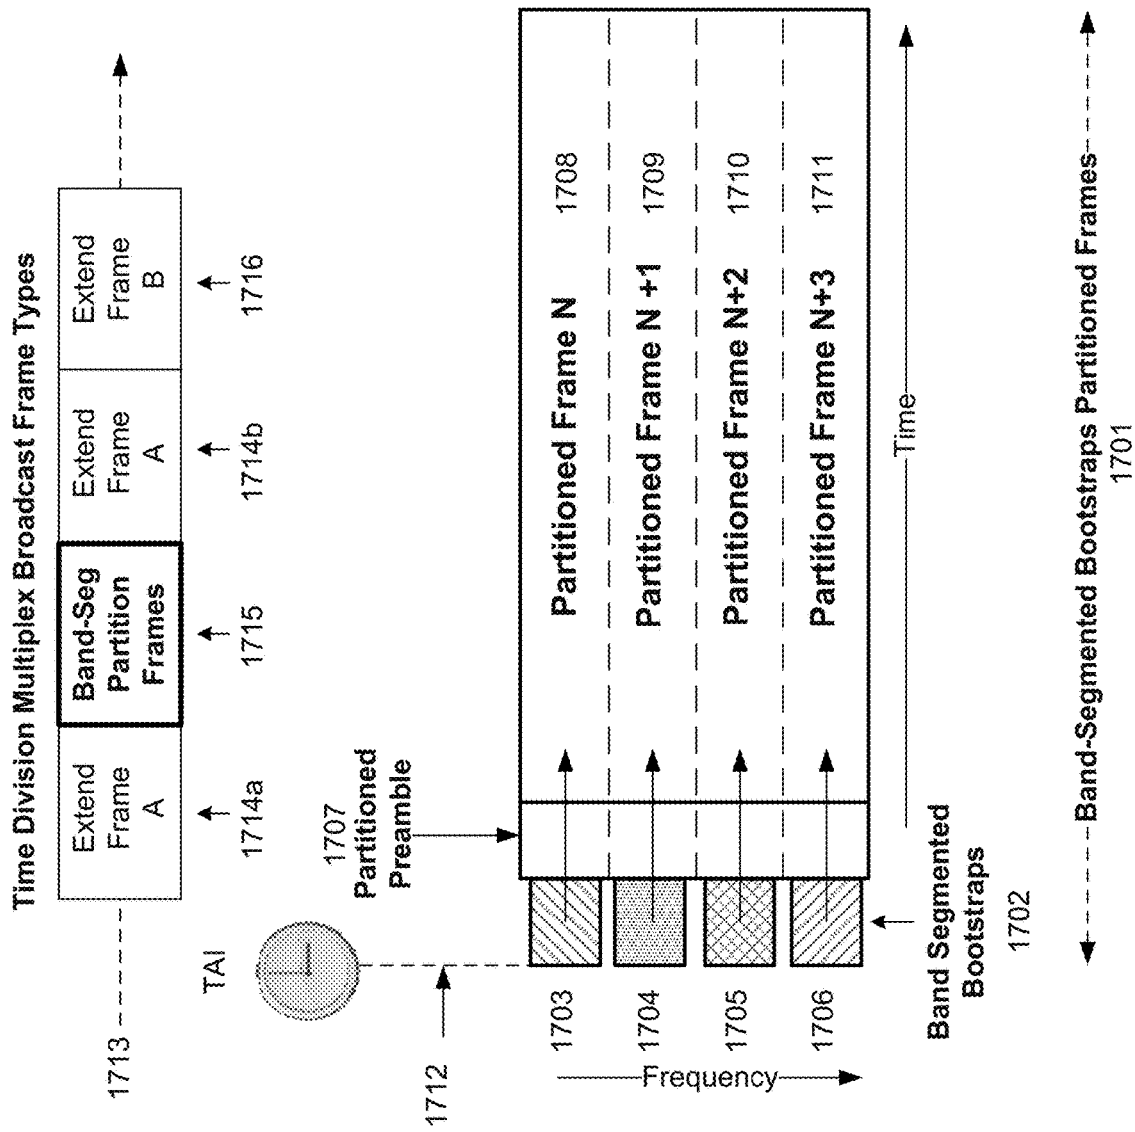 Time Division Multiplex Broadcast Frame Types
1713
Extend
Frame
A
Band-Seg
Partition
Frames
Extend
Frame
A
Extend
Frame
B
1714a
1715
1714b
1716
TAI
1707
Partitioned
Preamble
1712
1703
1704
1705
1706
Frequency
Partitioned Frame N
1708
Partitioned Frame N +1
1709
Partitioned Frame N+2
1710
Partitioned Frame N+3
1711
Time
Band Segmented
Bootstraps
1702
Band-Segmented Bootstraps Partitioned Frames
1701